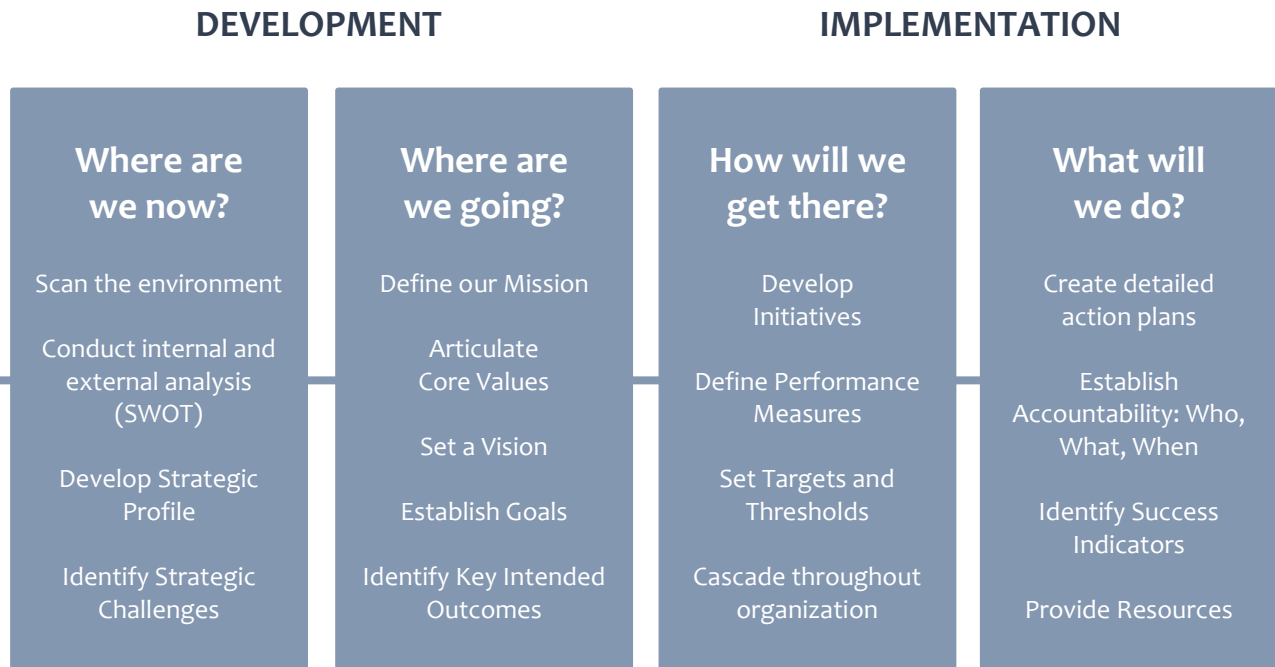 DEVELOPMENT
IMPLEMENTATION
Where are
we now?
Scan the environment
Conduct internal and
external analysis
(SWOT)
Develop Strategic
Profile
Identify Strategic
Challenges
Where are
we going?
Define our Mission
Articulate
Core Values
Set a Vision
Establish Goals
Identify Key Intended
Outcomes
How will we
get there?
Develop
Initiatives
Define Performance
Measures
Set Targets and
Thresholds
Cascade throughout
organization
What will
we do?
Create detailed
action plans
Establish
Accountability: Who,
What, When
Identify Success
Indicators
Provide Resources